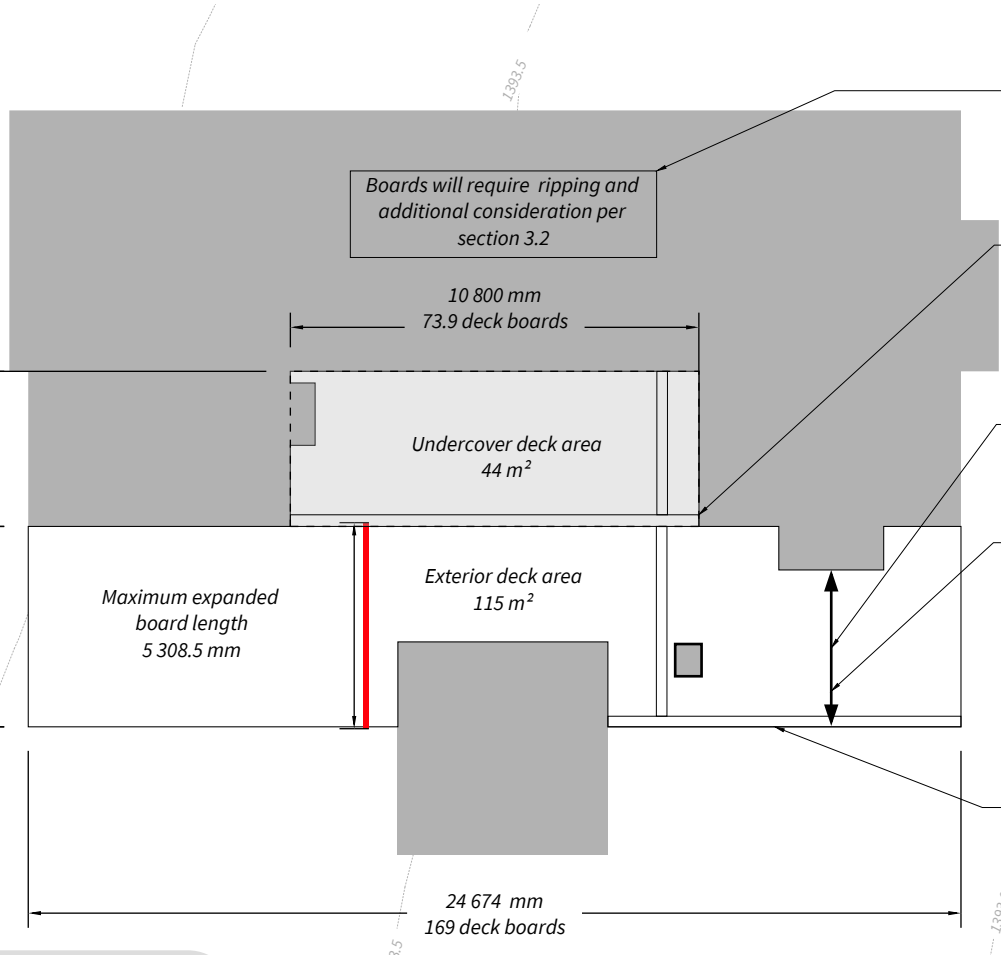 1393.5
Boards will require ripping and
additional consideration per
section 3.2
10 800 mm
73.9 deck boards
Undercover deck area
44 m²
Exterior deck area
115 m²
Maximum expanded
board length
5 308.5 mm
24 674 mm
169 deck boards
3.5